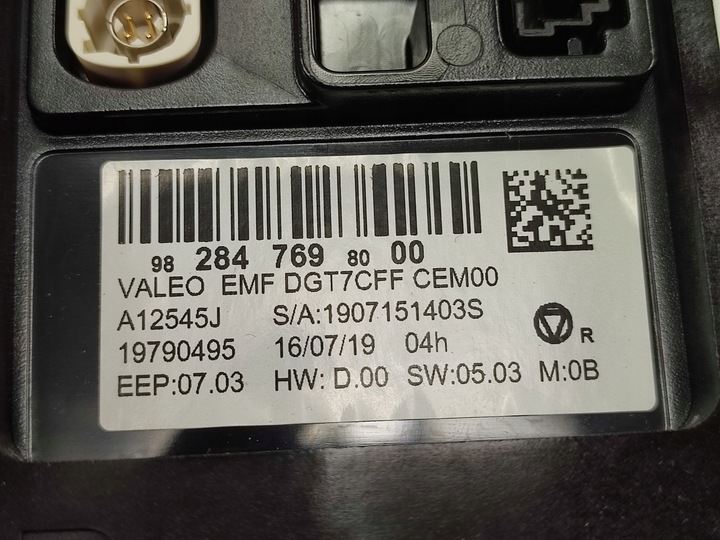 98 284 769 80 00
VALEO EMF DGT7CFF CEM00
A12545J S/A:1907151403S
19790495 16/07/19 04h R
EEP:07.03 HW: D.00 SW:05.03 M:0B